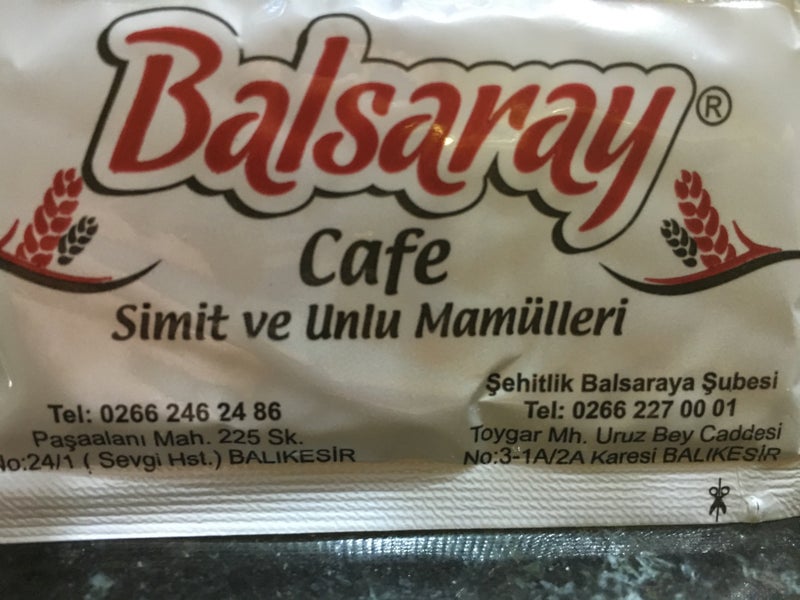 Balsaray®
Cafe
Simit ve Unlu Mamülleri
Tel: 0266 246 24 86
Paşaalanı Mah. 225 Sk.
No:24/1 ( Sevgi Hst.) BALIKESİR
Şehitlik Balsaraya Şubesi
Tel: 0266 227 00 01
Toygar Mh. Uruz Bey Caddesi
No:3-1A/2A Karesi BALIKESİR